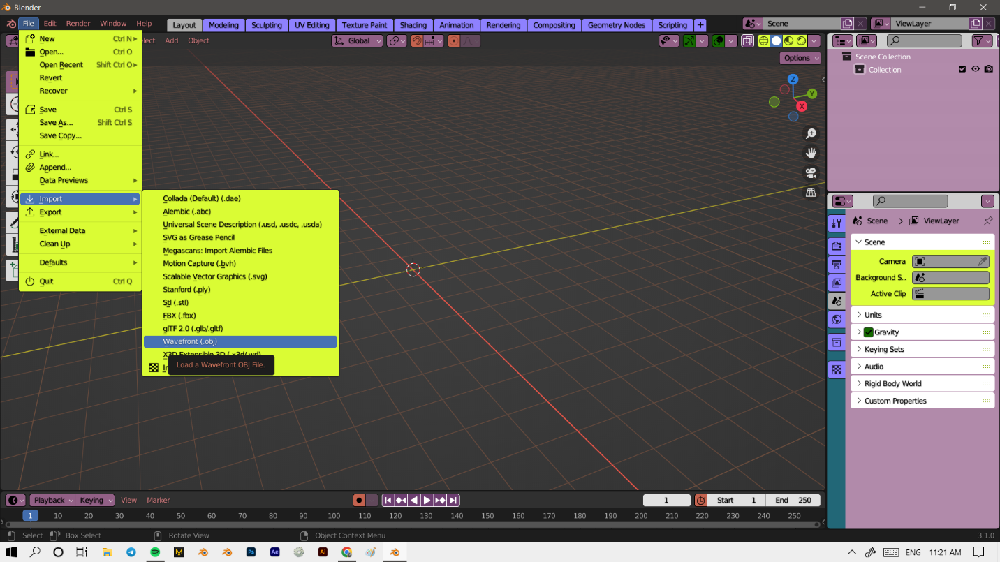 Blender
File Edit Render Window Help
Layout Modeling Sculpting UV Editing Texture Paint Shading Animation Rendering Compositing Geometry Nodes Scripting +
Scene
ViewLayer
lect Add Object
Global
Options
New Ctrl N
Open... Ctrl O
Open Recent Shift Ctrl O
Revert
Recover
Save Ctrl S
Save As... Shift Ctrl S
Save Copy...
Link...
Append...
Data Previews
Import
Export
External Data
Clean Up
Defaults
Quit Ctrl Q
Collada (Default) (.dae)
Alembic (.abc)
Universal Scene Description (.usd, .usdc, .usda)
SVG as Grease Pencil
Megascans: Import Alembic Files
Motion Capture (.bvh)
Scalable Vector Graphics (.svg)
Stanford (.ply)
Stl (.stl)
FBX (.fbx)
glTF 2.0 (.glb/.gltf)
Wavefront (.obj)
X3D Extensible 3D (.x3d/.wrl)
Load a Wavefront OBJ File.
Z
Y
X
Scene Collection
Collection
Scene > ViewLayer
Scene
Camera
Background S...
Active Clip
Units
Gravity
Keying Sets
Audio
Rigid Body World
Custom Properties
Playback Keying View Marker
1
Start 1
End 250
1 10 20 30 40 50 60 70 80 90 100 110 120 130 140 150 160 170 180 190 200 210 220 230 240 250
Select Box Select Rotate View Object Context Menu
3.1.0
M Ps Ae Ai
ENG 11:21 AM